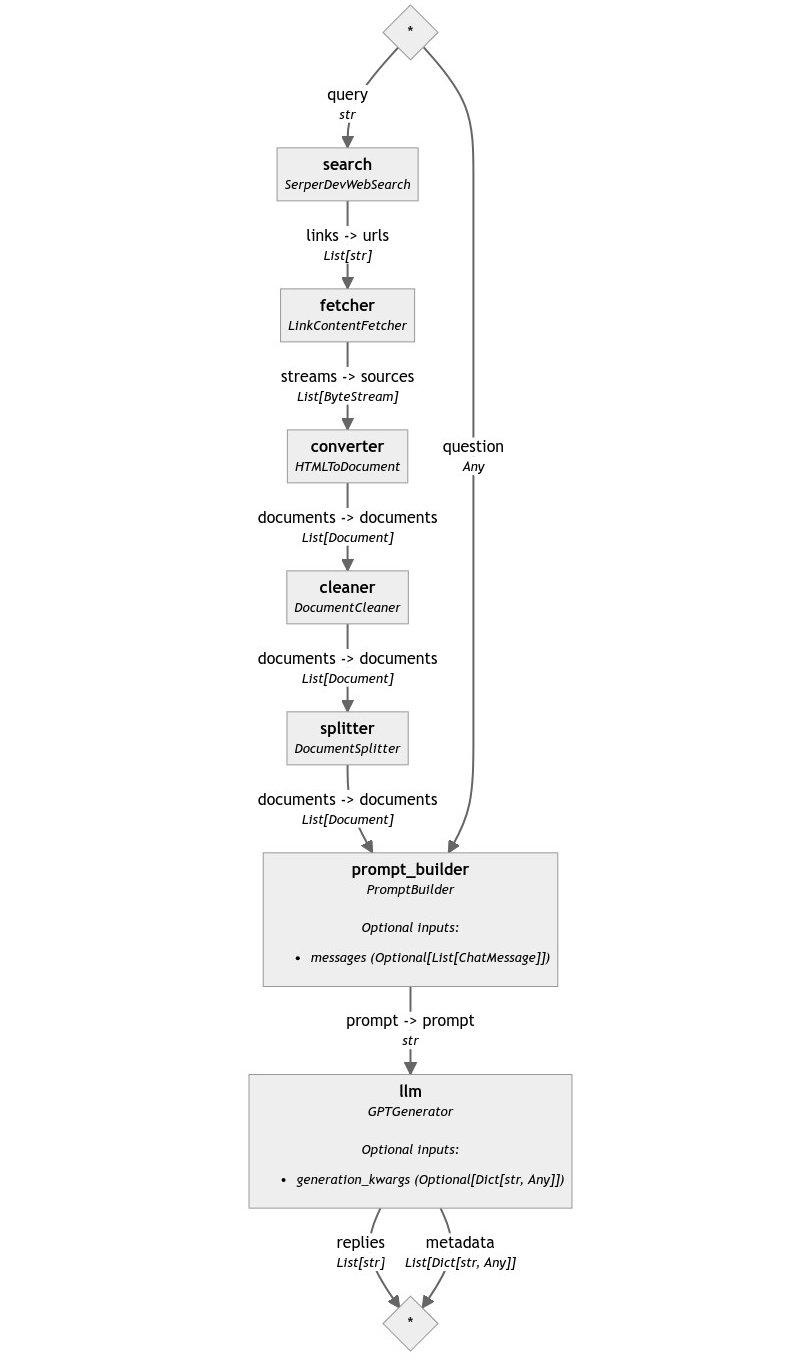 *
query
str
search
SerperDevWebSearch
links -> urls
List[str]
fetcher
LinkContentFetcher
streams -> sources
List[ByteStream]
converter
HTMLToDocument
question
Any
documents -> documents
List[Document]
cleaner
DocumentCleaner
documents -> documents
List[Document]
splitter
DocumentSplitter
documents -> documents
List[Document]
prompt_builder
PromptBuilder
Optional inputs:
• messages (Optional[List[ChatMessage]])
prompt -> prompt
str
llm
GPTGenerator
Optional inputs:
• generation_kwargs (Optional[Dict[str, Any]])
replies
List[str]
metadata
List[Dict[str, Any]]
*